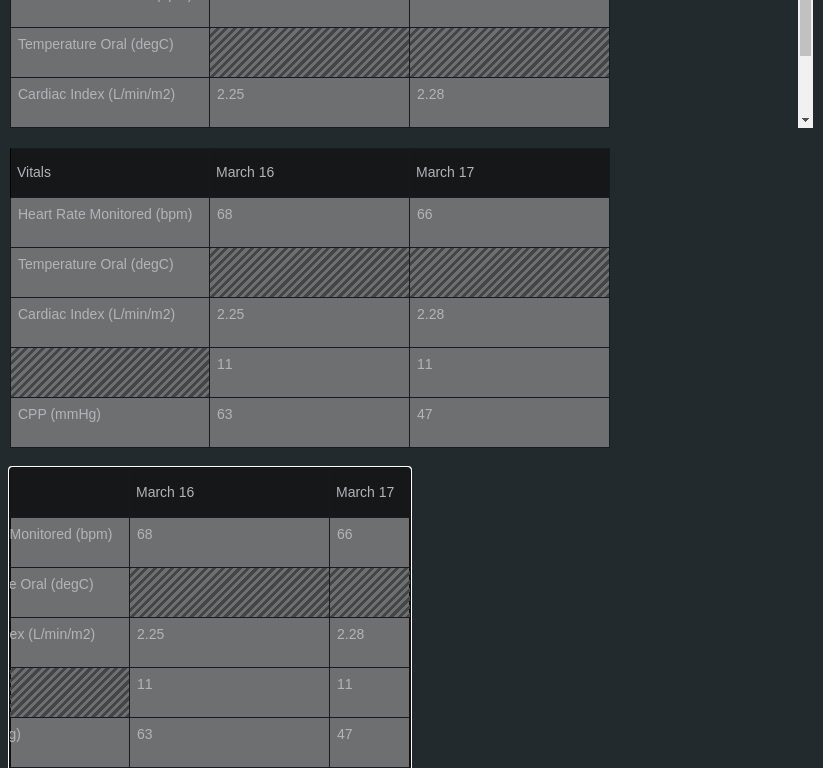 Temperature Oral (degC)
Cardiac Index (L/min/m2) 2.25 2.28
Vitals March 16 March 17
Heart Rate Monitored (bpm) 68 66
Temperature Oral (degC)
Cardiac Index (L/min/m2) 2.25 2.28
11 11
CPP (mmHg) 63 47
March 16 March 17
Monitored (bpm) 68 66
e Oral (degC)
ex (L/min/m2) 2.25 2.28
11 11
g) 63 47